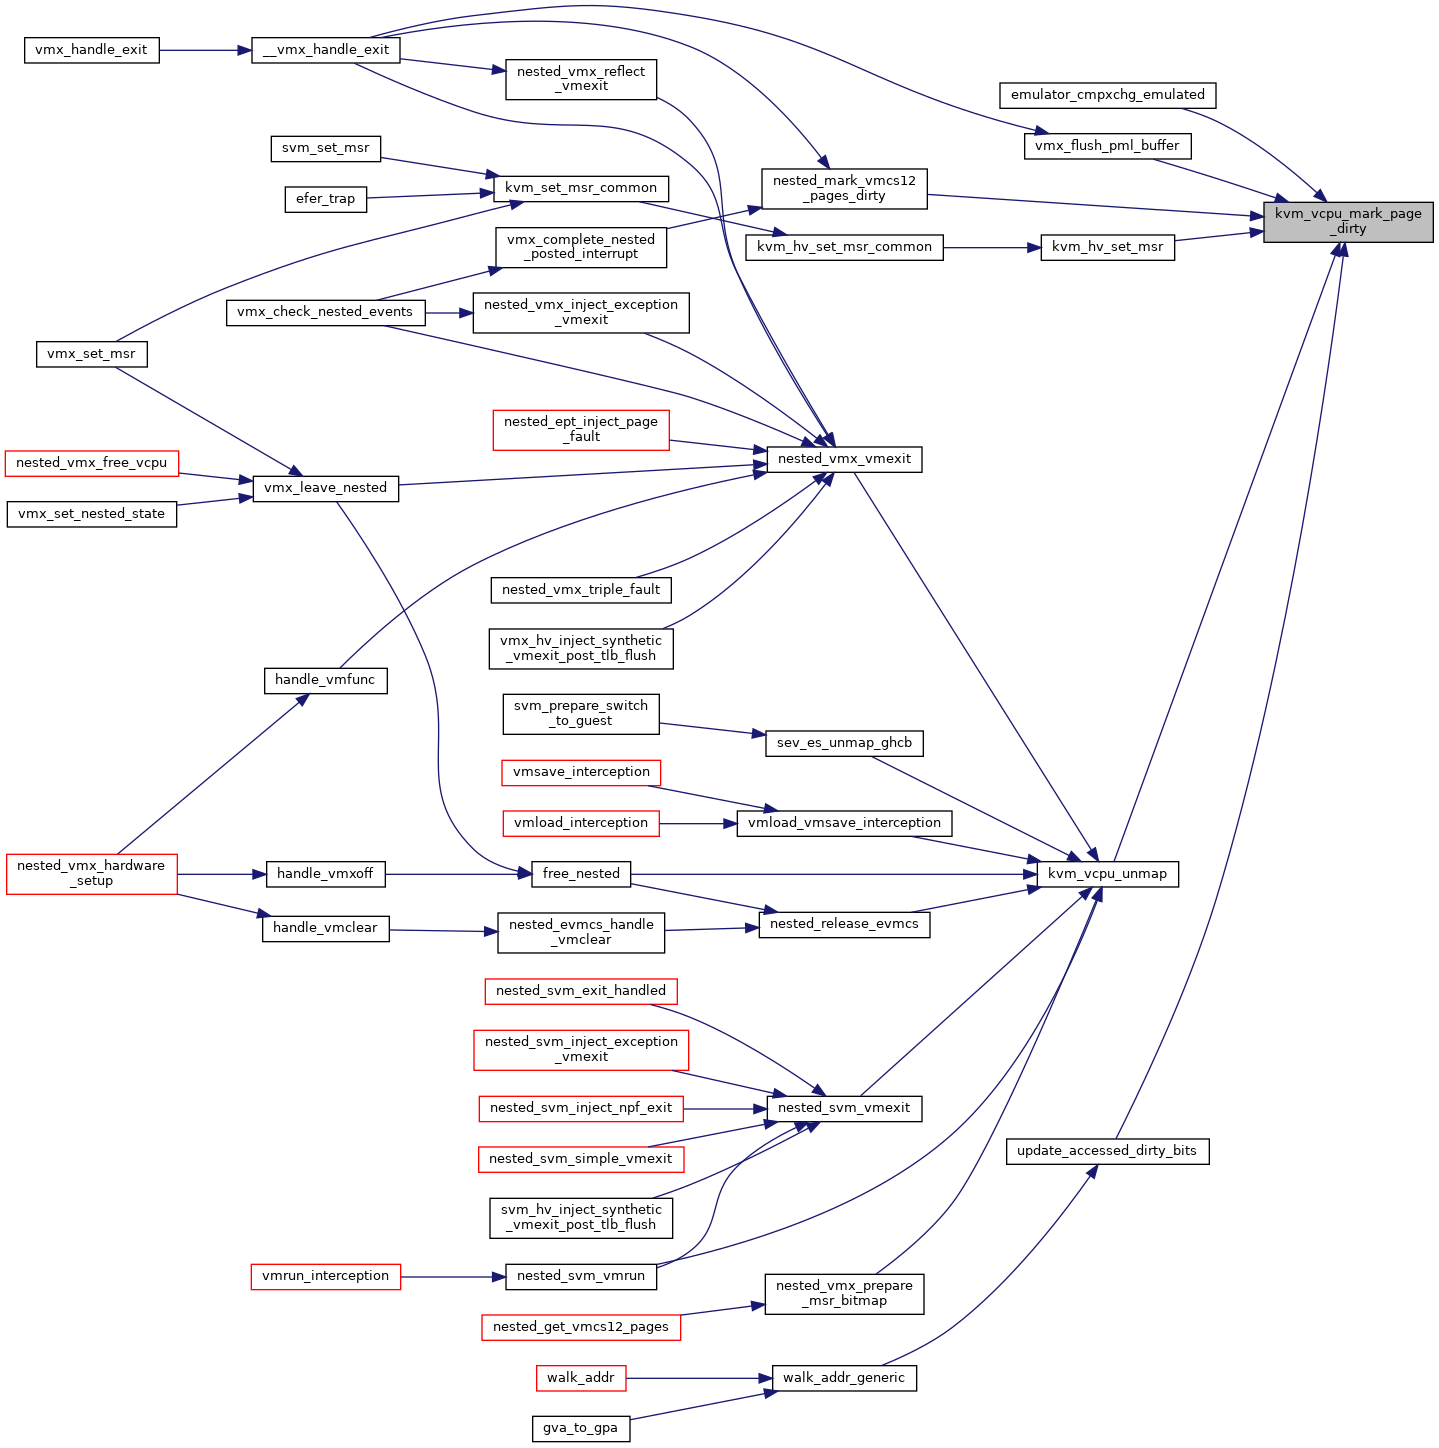 vmx_handle_exit
__vmx_handle_exit
nested_vmx_reflect
_vmexit
emulator_cmpxchg_emulated
vmx_flush_pml_buffer
svm_set_msr
kvm_set_msr_common
efer_trap
nested_mark_vmcs12
_pages_dirty
kvm_vcpu_mark_page
_dirty
vmx_complete_nested
_posted_interrupt
kvm_hv_set_msr_common
kvm_hv_set_msr
vmx_check_nested_events
nested_vmx_inject_exception
_vmexit
vmx_set_msr
nested_ept_inject_page
_fault
nested_vmx_vmexit
nested_vmx_free_vcpu
vmx_leave_nested
vmx_set_nested_state
nested_vmx_triple_fault
vmx_hv_inject_synthetic
_vmexit_post_tlb_flush
handle_vmfunc
svm_prepare_switch
_to_guest
sev_es_unmap_ghcb
vmsave_interception
vmload_interception
vmload_vmsave_interception
nested_vmx_hardware
_setup
handle_vmxoff
free_nested
kvm_vcpu_unmap
handle_vmclear
nested_evmcs_handle
_vmclear
nested_release_evmcs
nested_svm_exit_handled
nested_svm_inject_exception
_vmexit
nested_svm_inject_npf_exit
nested_svm_vmexit
nested_svm_simple_vmexit
update_accessed_dirty_bits
svm_hv_inject_synthetic
_vmexit_post_tlb_flush
vmrun_interception
nested_svm_vmrun
nested_vmx_prepare
_msr_bitmap
nested_get_vmcs12_pages
walk_addr
walk_addr_generic
gva_to_gpa